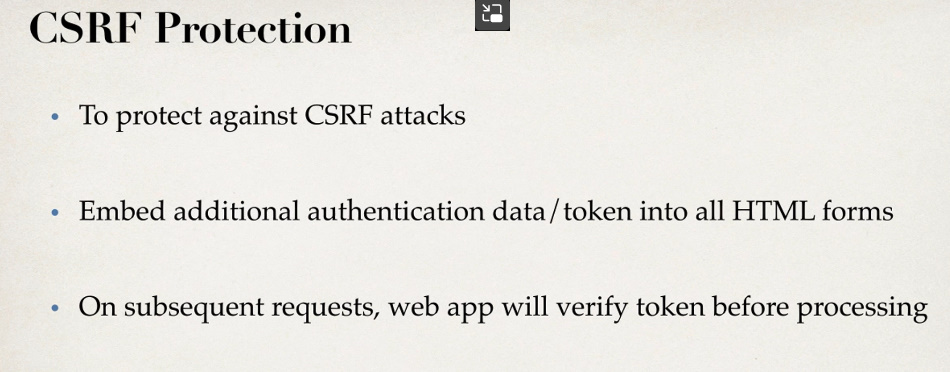 CSRF Protection
• To protect against CSRF attacks
• Embed additional authentication data/token into all HTML forms
• On subsequent requests, web app will verify token before processing